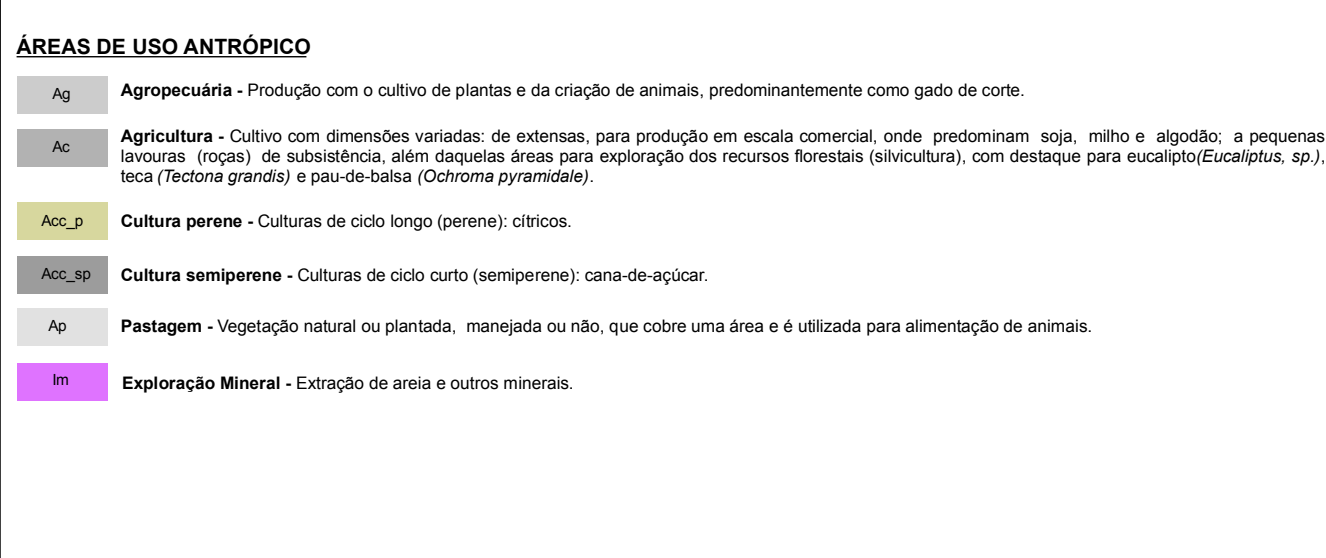 ÁREAS DE USO ANTRÓPICO
Ag
Agropecuária - Produção com o cultivo de plantas e da criação de animais, predominantemente como gado de corte.
Ac
Agricultura - Cultivo com dimensões variadas: de extensas, para produção em escala comercial, onde predominam soja, milho e algodão; a pequenas
lavouras (roças) de subsistência, além daquelas áreas para exploração dos recursos florestais (silvicultura), com destaque para eucalipto(Eucaliptus, sp.),
teca (Tectona grandis) e pau-de-balsa (Ochroma pyramidale).
Acc_p
Cultura perene - Culturas de ciclo longo (perene): cítricos.
Acc_sp
Cultura semiperene - Culturas de ciclo curto (semiperene): cana-de-açúcar.
Ap
Pastagem - Vegetação natural ou plantada, manejada ou não, que cobre uma área e é utilizada para alimentação de animais.
Im
Exploração Mineral - Extração de areia e outros minerais.